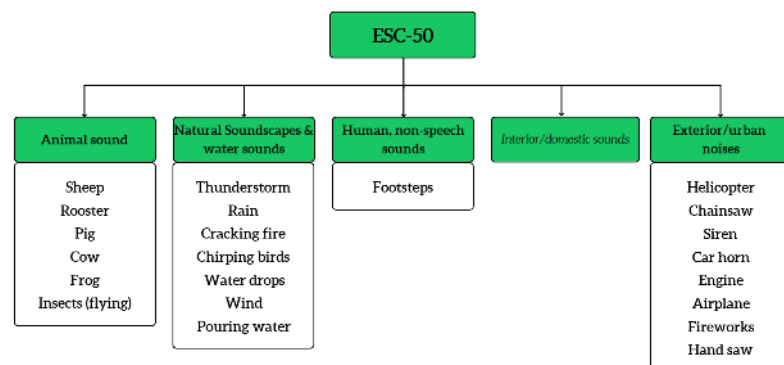 ESC-50
Animal sound
Sheep
Rooster
Pig
Cow
Frog
Insects (flying)
Natural Soundscapes &
water sounds
Thunderstorm
Rain
Cracking fire
Chirping birds
Water drops
Wind
Pouring water
Human, non-speech
sounds
Footsteps
Interior/domestic sounds
Exterior/urban
noises
Helicopter
Chainsaw
Siren
Car horn
Engine
Airplane
Fireworks
Hand saw